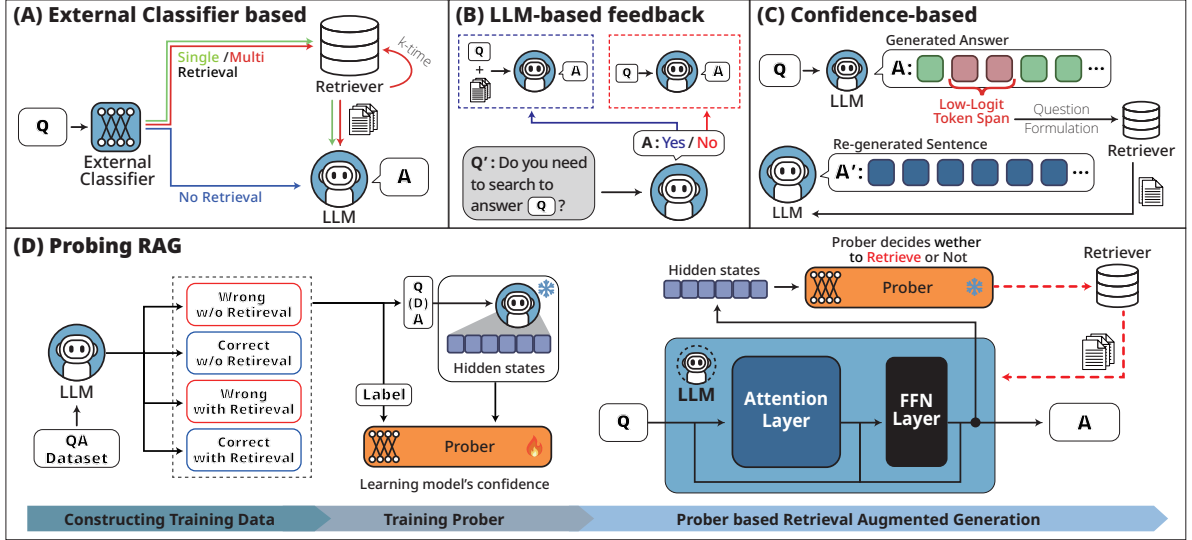 (A) External Classifier based
Q
External
Classifier
Single /Multi
Retrieval
No Retrieval
k-time
Retriever
LLM
A
(B) LLM-based feedback
Q
+
A
Q
A
A : Yes / No
Q' : Do you need
to search to
answer Q ?
(C) Confidence-based
Generated Answer
Q
LLM
A :
...
Low-Logit
Token Span
Question
Formulation
Retriever
Re-generated Sentence
A' :
...
LLM
(D) Probing RAG
LLM
QA
Dataset
Wrong
w/o Retireval
Correct
w/o Retireval
Wrong
with Retireval
Correct
with Retireval
Q
(D)
A
Hidden states
Label
Prober
Learning model's confidence
Hidden states
Prober decides wether
to Retrieve or Not
Prober
Retriever
LLM
Q
Attention
Layer
FFN
Layer
A
Constructing Training Data
Training Prober
Prober based Retrieval Augmented Generation